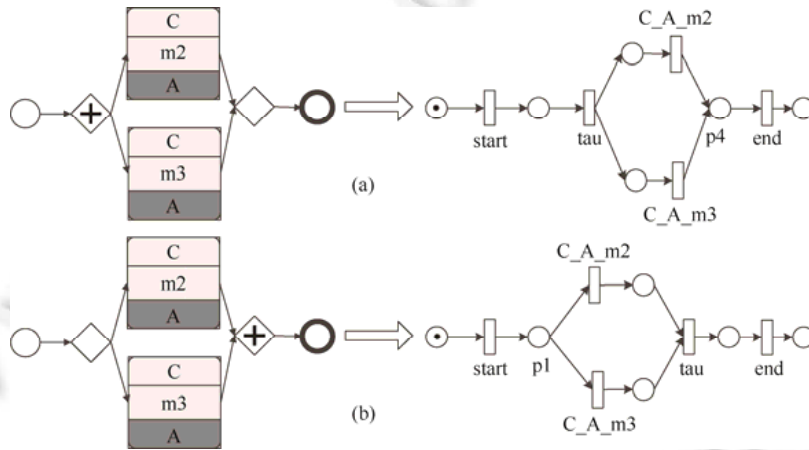 C
m2
A
C
m3
A
C_A_m2
start
tau
p4
end
C_A_m3
(a)
C
m2
A
C
m3
A
C_A_m2
start
p1
tau
end
C_A_m3
(b)